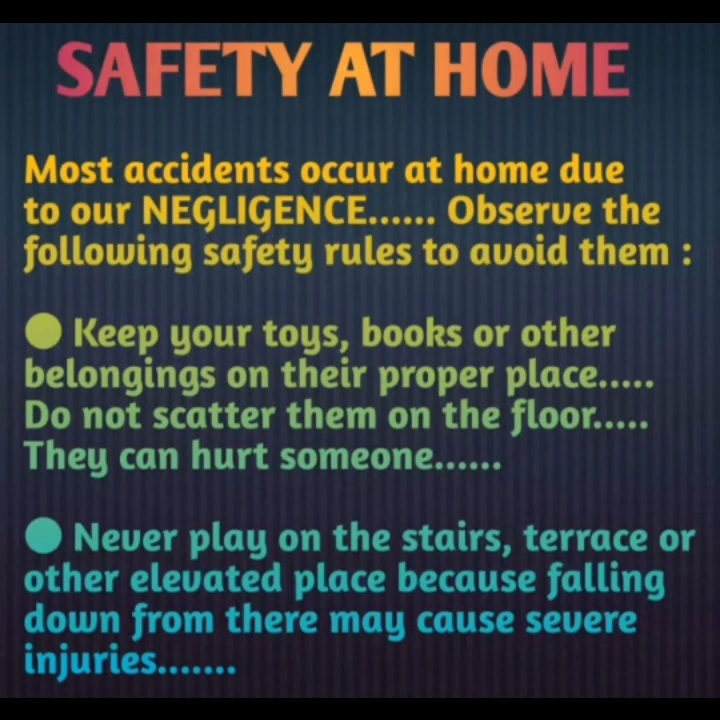 SAFETY AT HOME
Most accidents occur at home due
to our NEGLIGENCE...... Observe the
following safety rules to avoid them :
● Keep your toys, books or other
belongings on their proper place.....
Do not scatter them on the floor.....
They can hurt someone......
● Never play on the stairs, terrace or
other elevated place because falling
down from there may cause severe
injuries.......